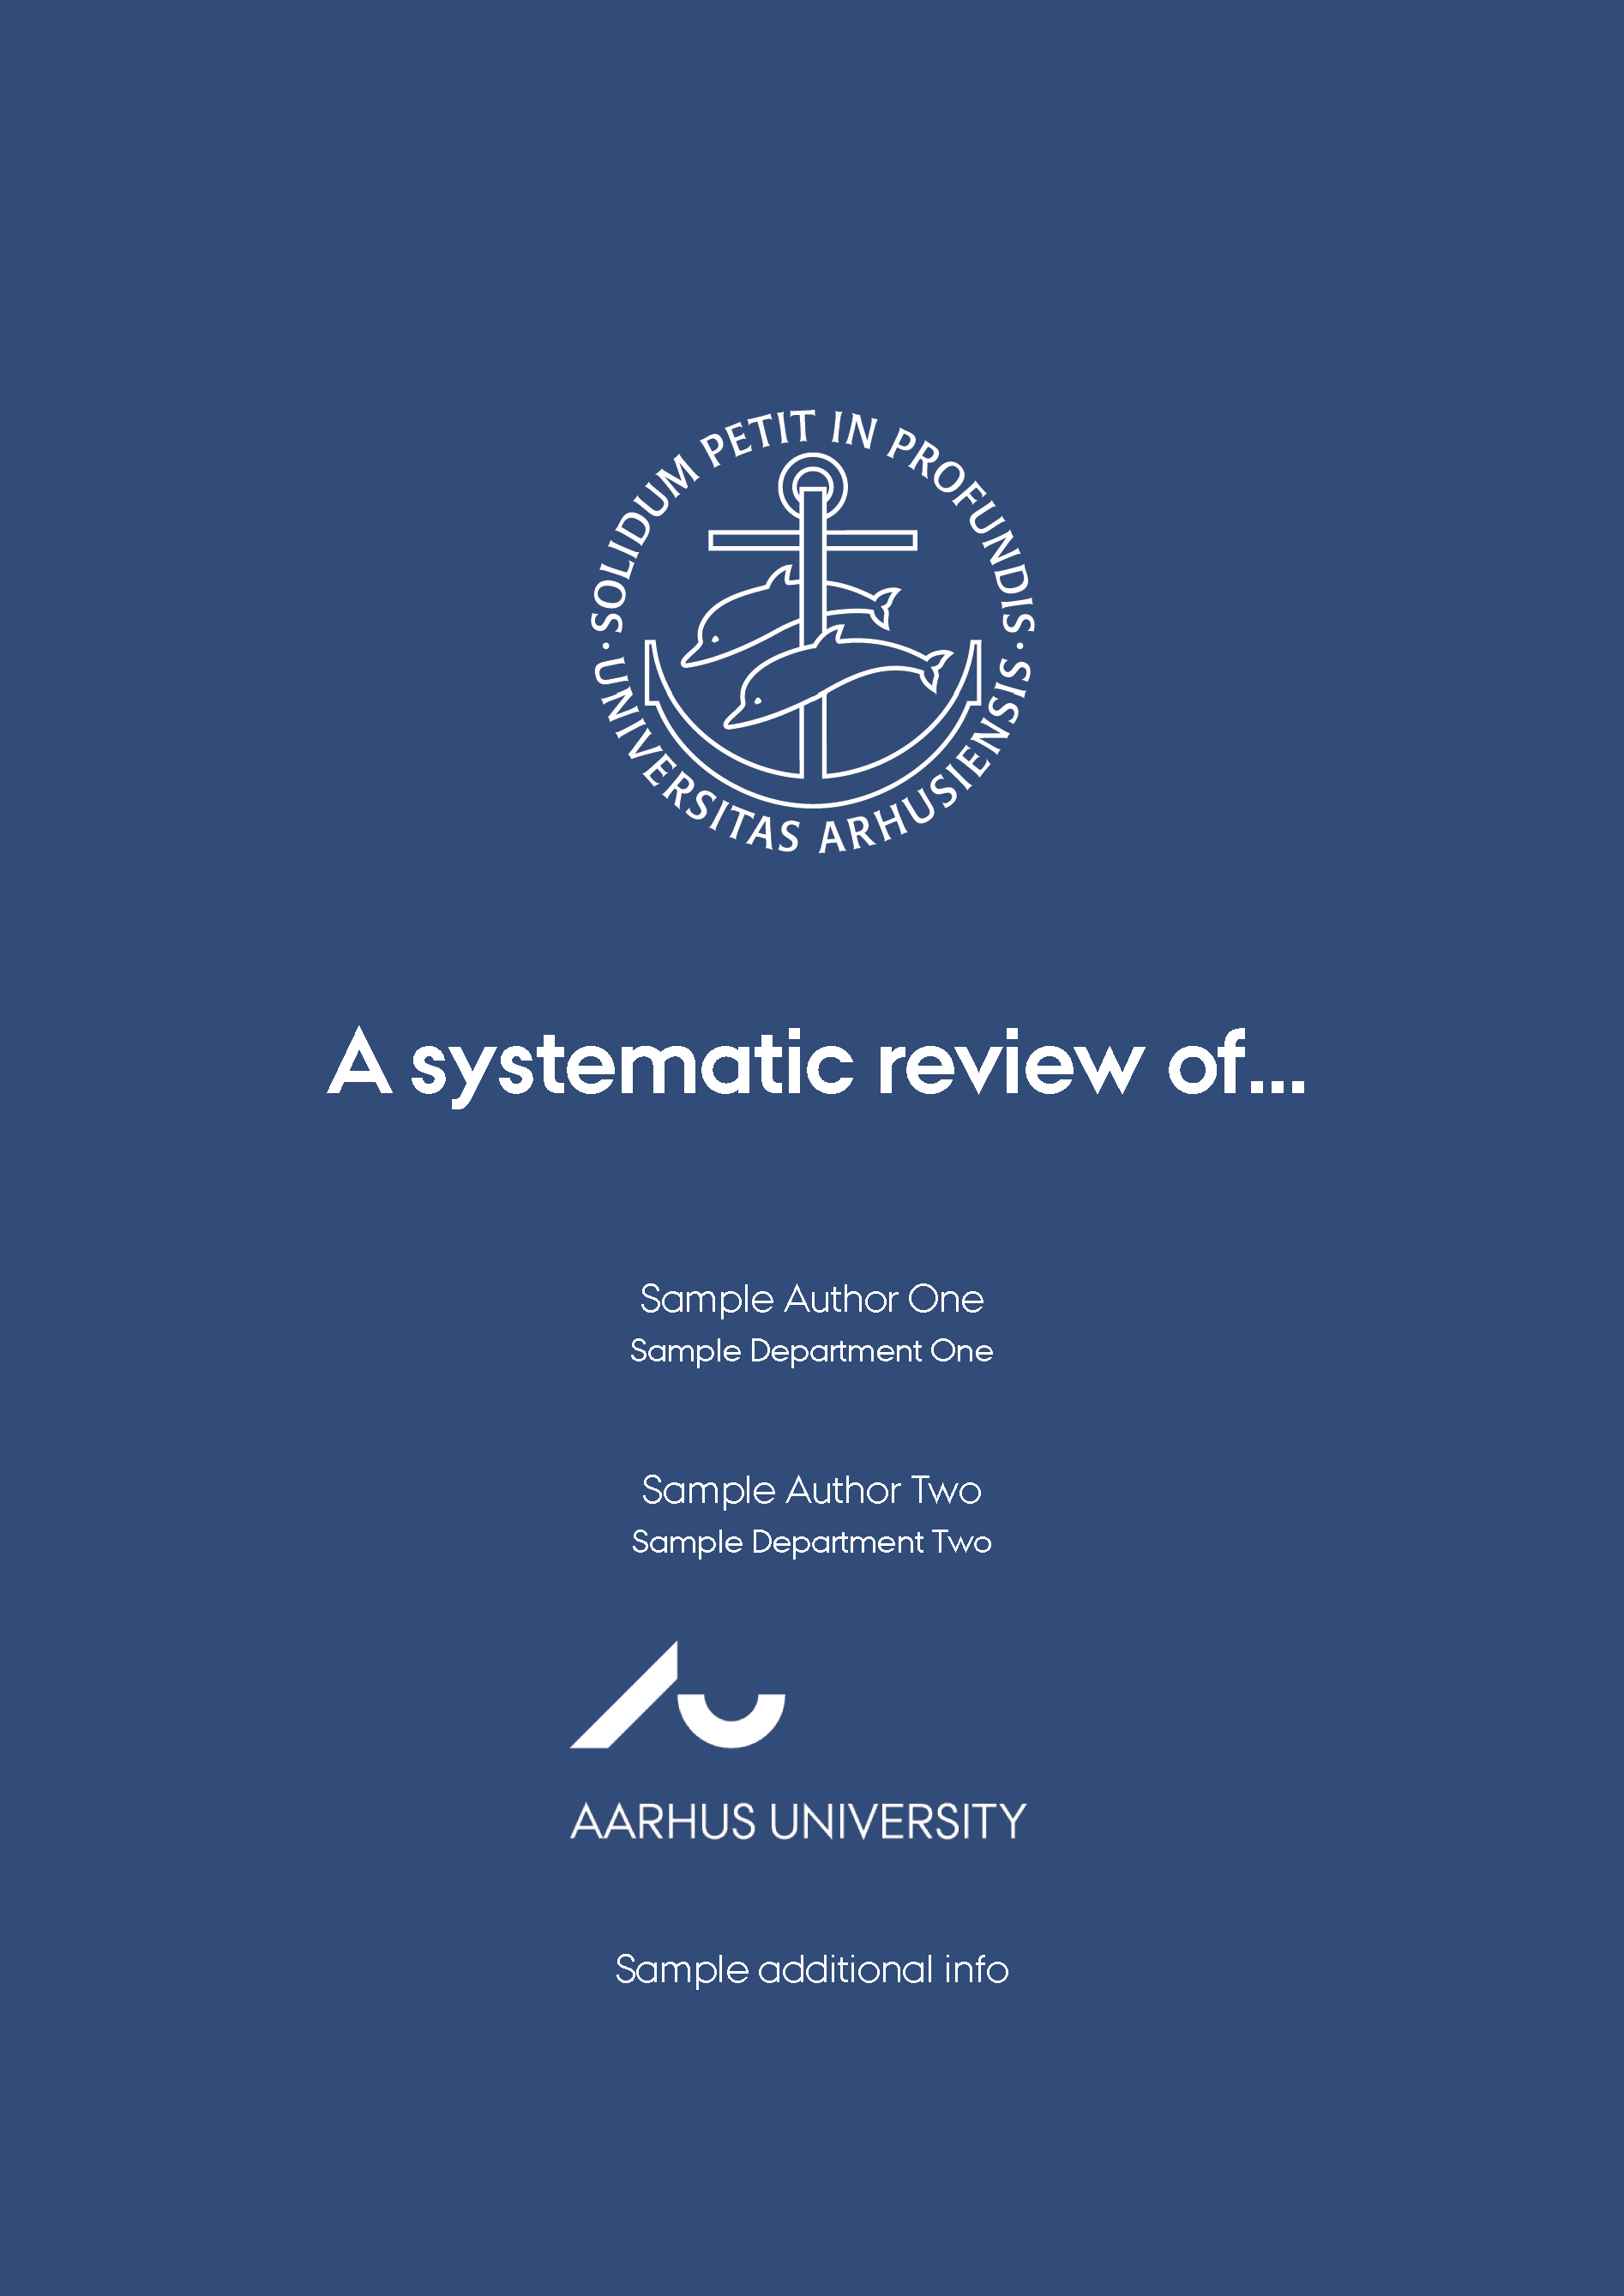 · SOLIDUM PETIT IN PROFUNDIS ·
UNIVERSITAS ARHUSIENSIS
A systematic review of...
Sample Author One
Sample Department One
Sample Author Two
Sample Department Two
AARHUS UNIVERSITY
Sample additional info